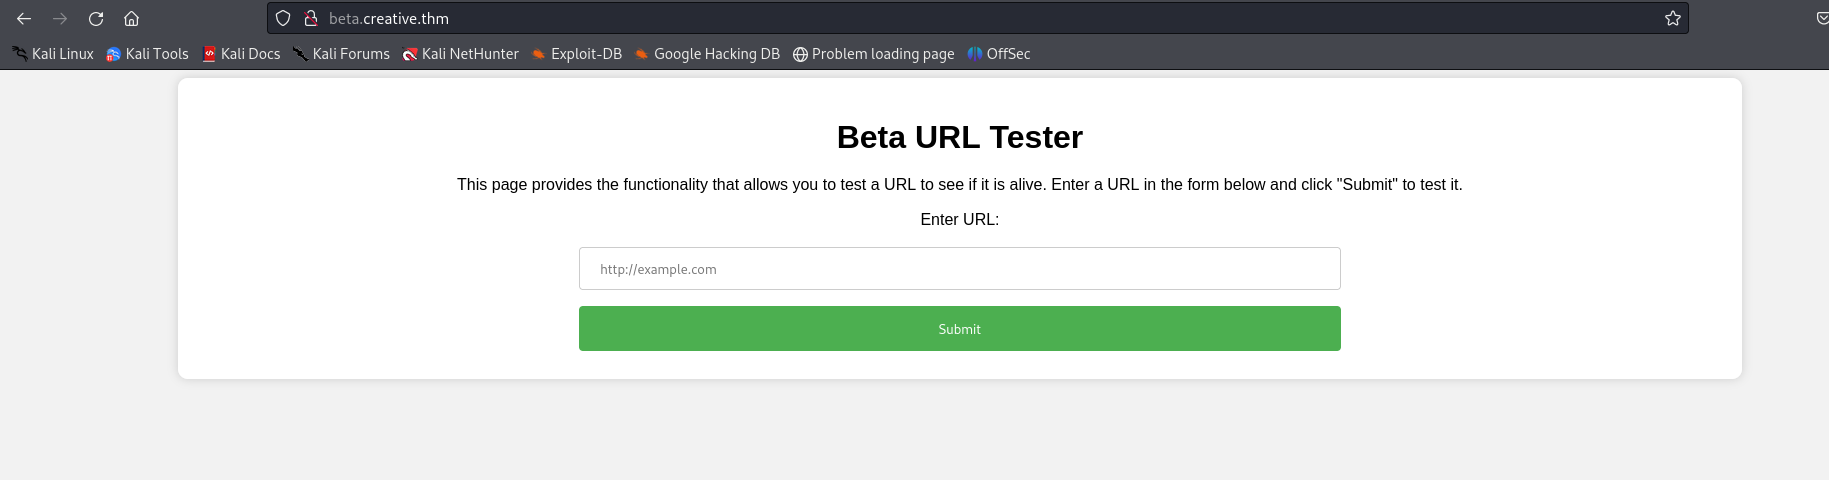 beta.creative.thm
Kali Linux Kali Tools Kali Docs Kali Forums Kali NetHunter Exploit-DB Google Hacking DB Problem loading page OffSec
Beta URL Tester
This page provides the functionality that allows you to test a URL to see if it is alive. Enter a URL in the form below and click "Submit" to test it.
Enter URL:
http://example.com
Submit